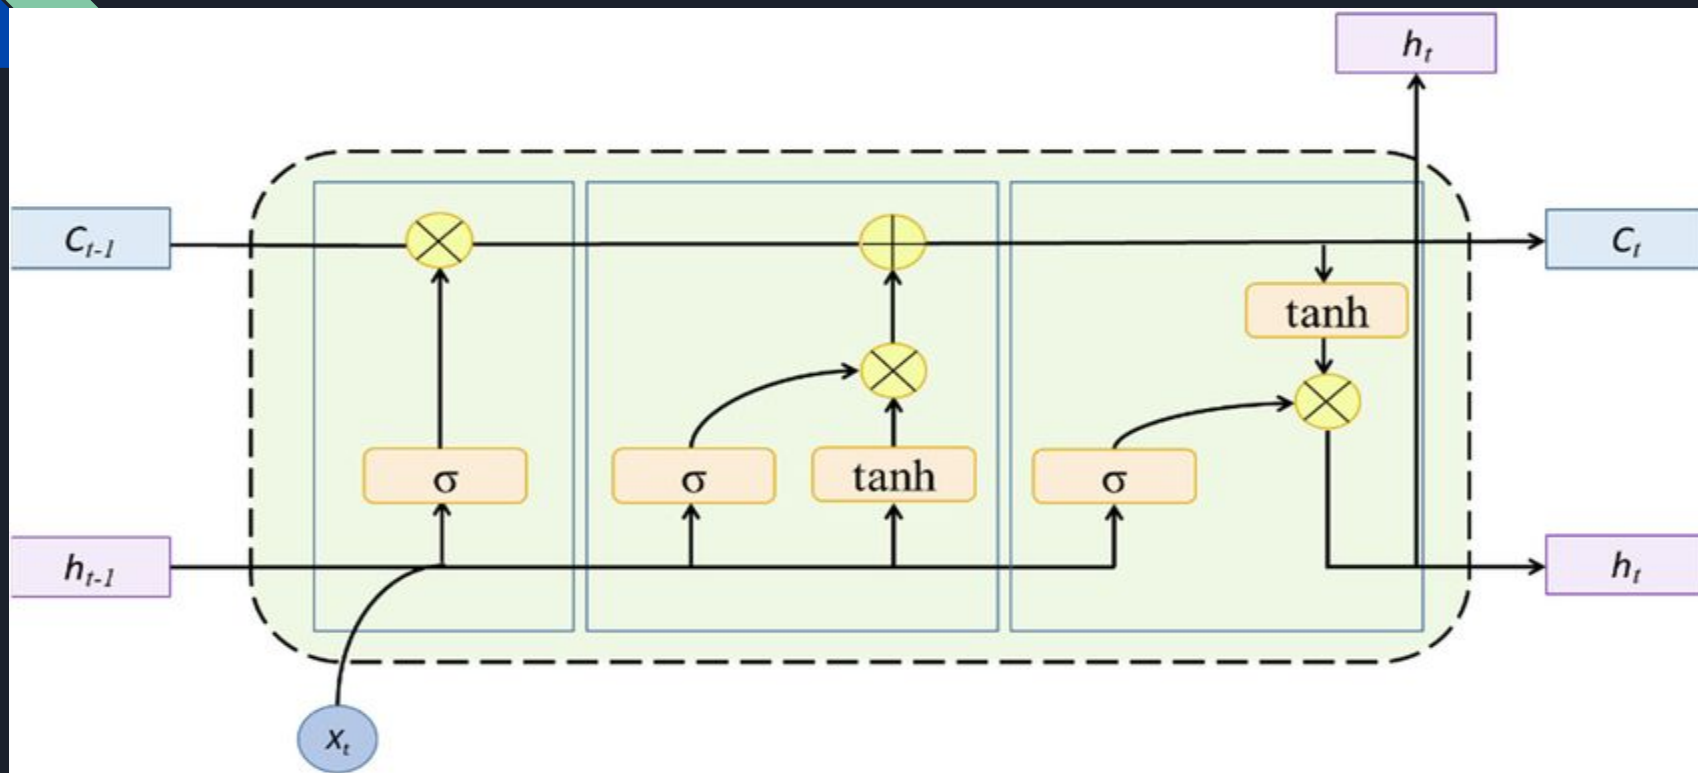 hₜ
Cₜ₋₁
Cₜ
tanh
σ
σ
tanh
σ
hₜ₋₁
hₜ
xₜ